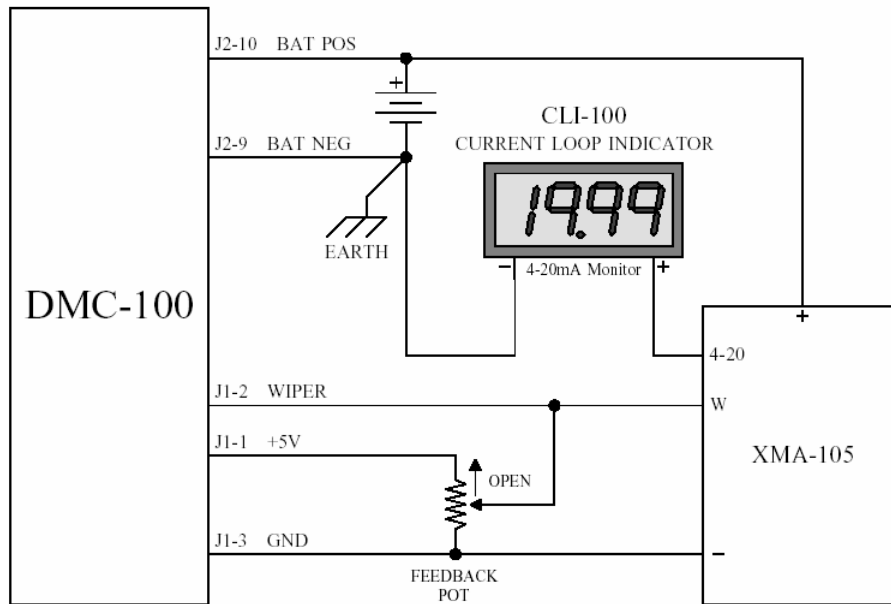 J2-10 BAT POS
+
CLI-100
CURRENT LOOP INDICATOR
J2-9 BAT NEG
19.99
EARTH
- 4-20mA Monitor +
DMC-100
+
4-20
J1-2 WIPER
W
J1-1 +5V
XMA-105
OPEN
J1-3 GND
-
FEEDBACK
POT